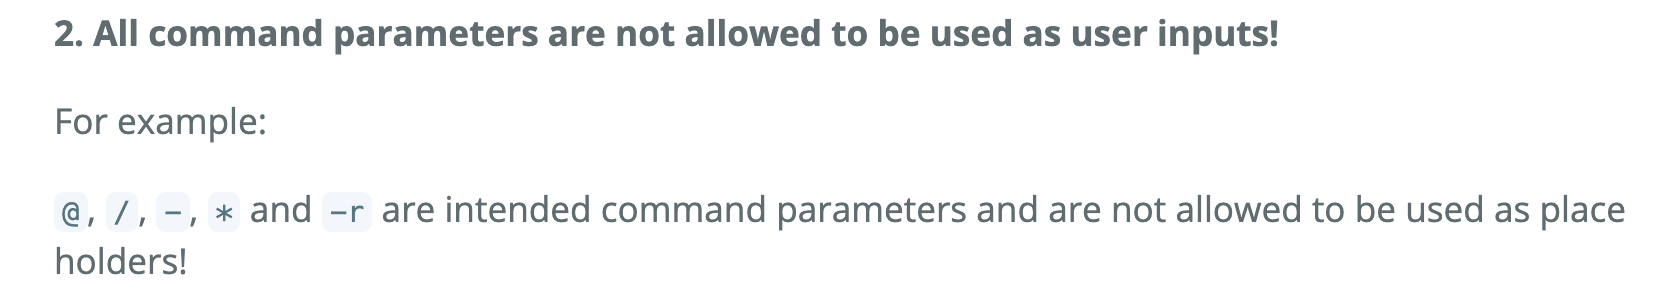 2. All command parameters are not allowed to be used as user inputs!
For example:
@, /, -, * and -r are intended command parameters and are not allowed to be used as place
holders!